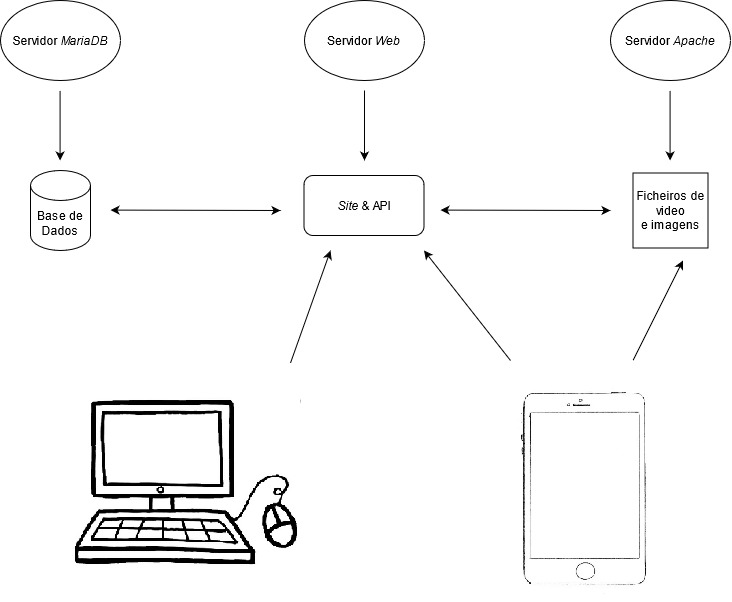 Servidor MariaDB
Servidor Web
Servidor Apache
Base de
Dados
Site & API
Ficheiros de
video
e imagens